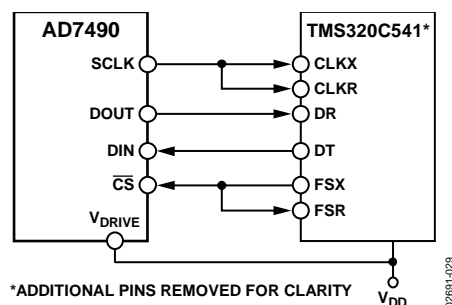 AD7490
TMS320C541*
SCLK
CLKX
CLKR
DOUT
DR
DIN
DT
CS
FSX
FSR
VDRIVE
*ADDITIONAL PINS REMOVED FOR CLARITY
VDD
02691-029